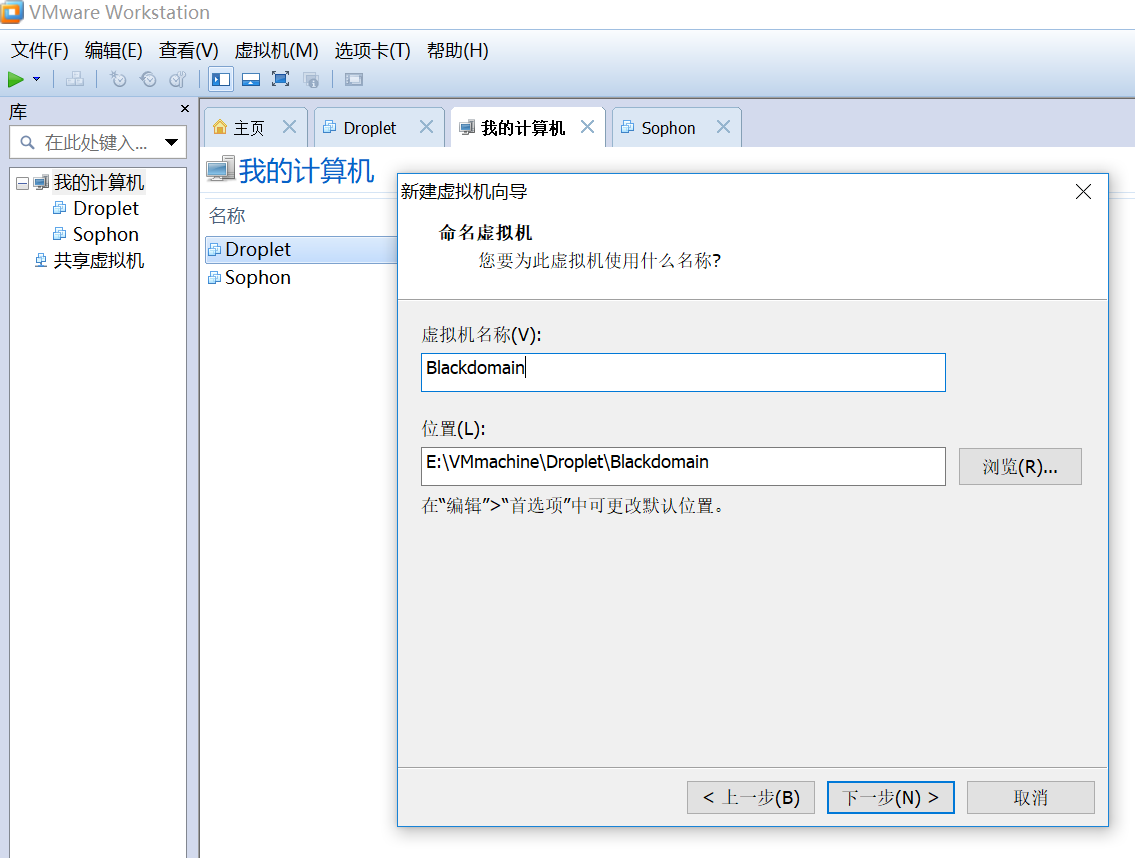 VMware Workstation
文件(F) 编辑(E) 查看(V) 虚拟机(M) 选项卡(T) 帮助(H)
库
在此处键入...
我的计算机
Droplet
Sophon
共享虚拟机
主页 Droplet 我的计算机 Sophon
我的计算机
名称
Droplet
Sophon
新建虚拟机向导
命名虚拟机
您要为此虚拟机使用什么名称?
虚拟机名称(V):
Blackdomain
位置(L):
E:\VMmachine\Droplet\Blackdomain
浏览(R)...
在“编辑”>“首选项”中可更改默认位置。
< 上一步(B) 下一步(N) > 取消